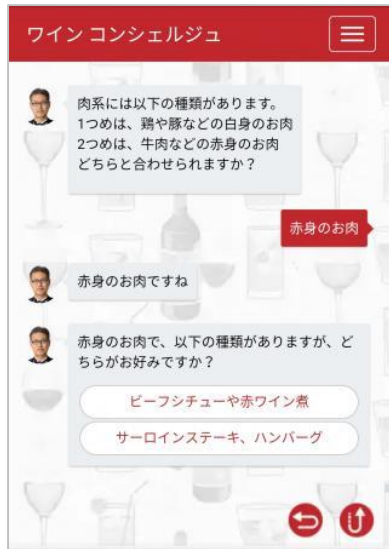 ワイン コンシェルジュ
肉系には以下の種類があります。
1つめは、鶏や豚などの白身のお肉
2つめは、牛肉などの赤身のお肉
どちらと合わせられますか？
赤身のお肉
赤身のお肉ですね
赤身のお肉で、以下の種類がありますが、ど
ちらがお好みですか？
ビーフシチューや赤ワイン煮
サーロインステーキ、ハンバーグ